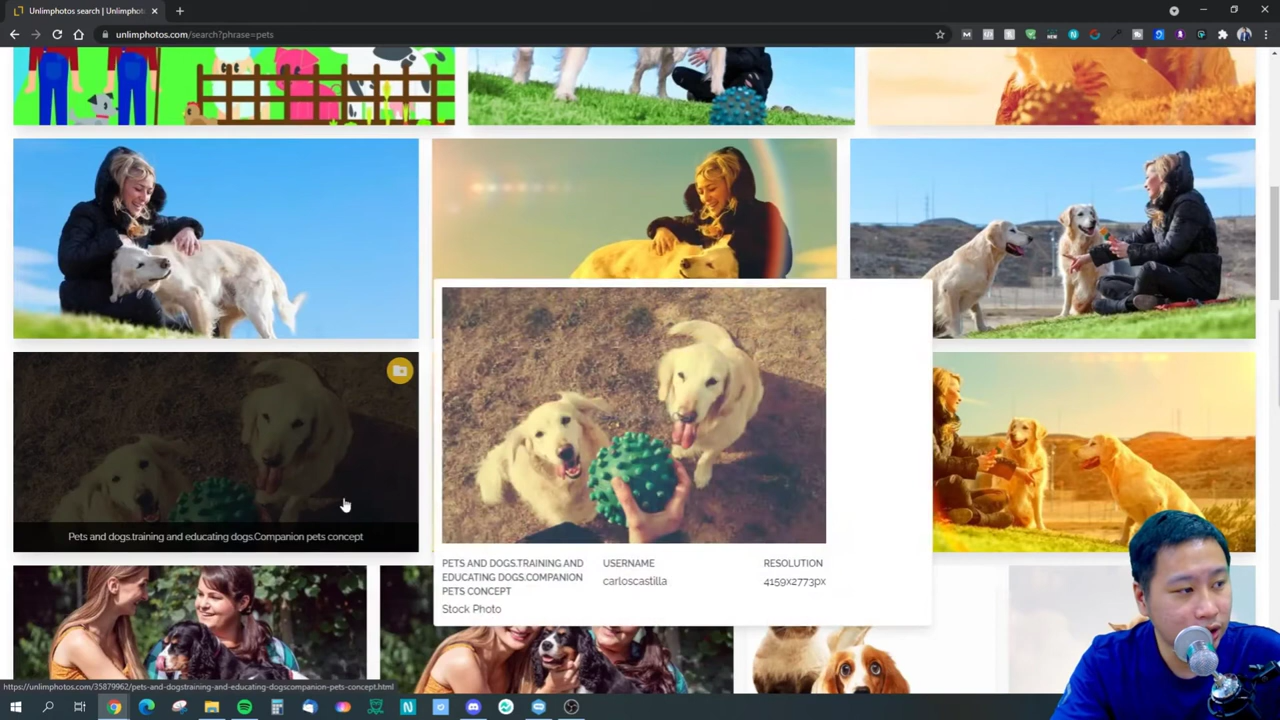 Unlimphotos search | Unlimphoto
unlimphotos.com/search?phrase=pets
Pets and dogs.training and educating dogs.Companion pets concept
PETS AND DOGS.TRAINING AND
EDUCATING DOGS.COMPANION
PETS CONCEPT
Stock Photo
USERNAME
carloscastilla
RESOLUTION
4159x2773px
https://unlimphotos.com/35879962/pets-and-dogstraining-and-educating-dogscompanion-pets-concept.html